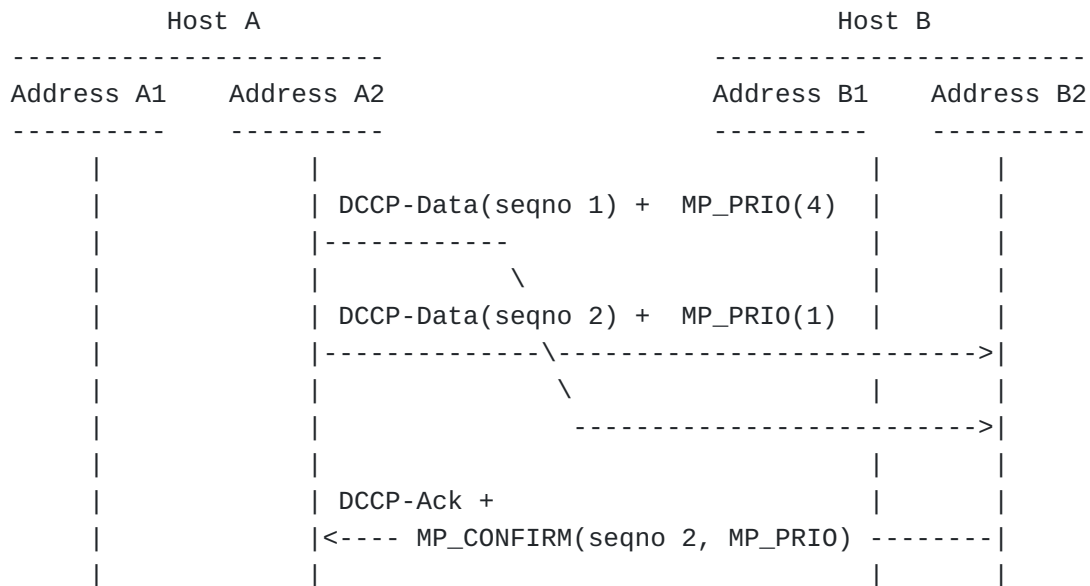 Host A Host B
Address A1 Address A2 Address B1 Address B2
DCCP-Data(seqno 1) + MP_PRIO(4)
DCCP-Data(seqno 2) + MP_PRIO(1)
DCCP-Ack +
MP_CONFIRM(seqno 2, MP_PRIO)